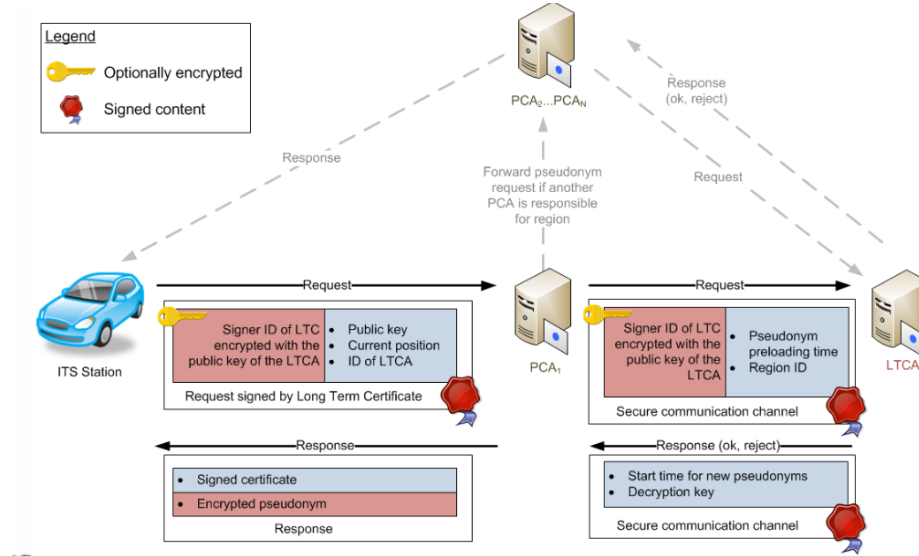 Legend
Optionally encrypted
Signed content
PCA₂...PCAₙ
Response
(ok, reject)
Response
Forward pseudonym
request if another
PCA is responsible
for region
Request
Request
Request
Signer ID of LTC
encrypted with the
public key of the LTCA
• Public key
• Current position
• ID of LTCA
Request signed by Long Term Certificate
ITS Station
PCA₁
Signer ID of LTC
encrypted with the
public key of the
LTCA
• Pseudonym
preloading time
• Region ID
Secure communication channel
LTCA
Response
• Signed certificate
• Encrypted pseudonym
Response
Response (ok, reject)
• Start time for new pseudonyms
• Decryption key
Secure communication channel